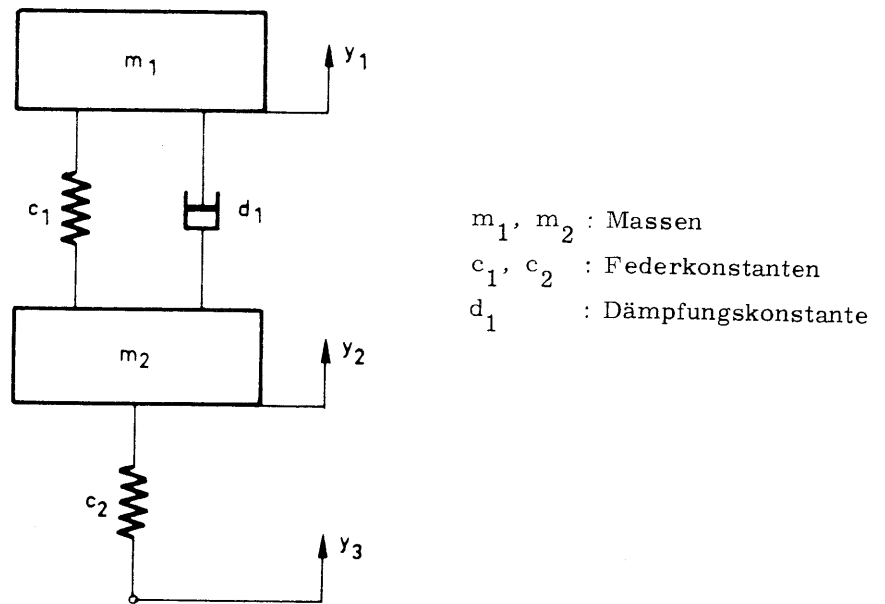 m₁
y₁
c₁
d₁
m₁, m₂ : Massen
c₁, c₂ : Federkonstanten
d₁ : Dämpfungskonstante
m₂
y₂
c₂
y₃